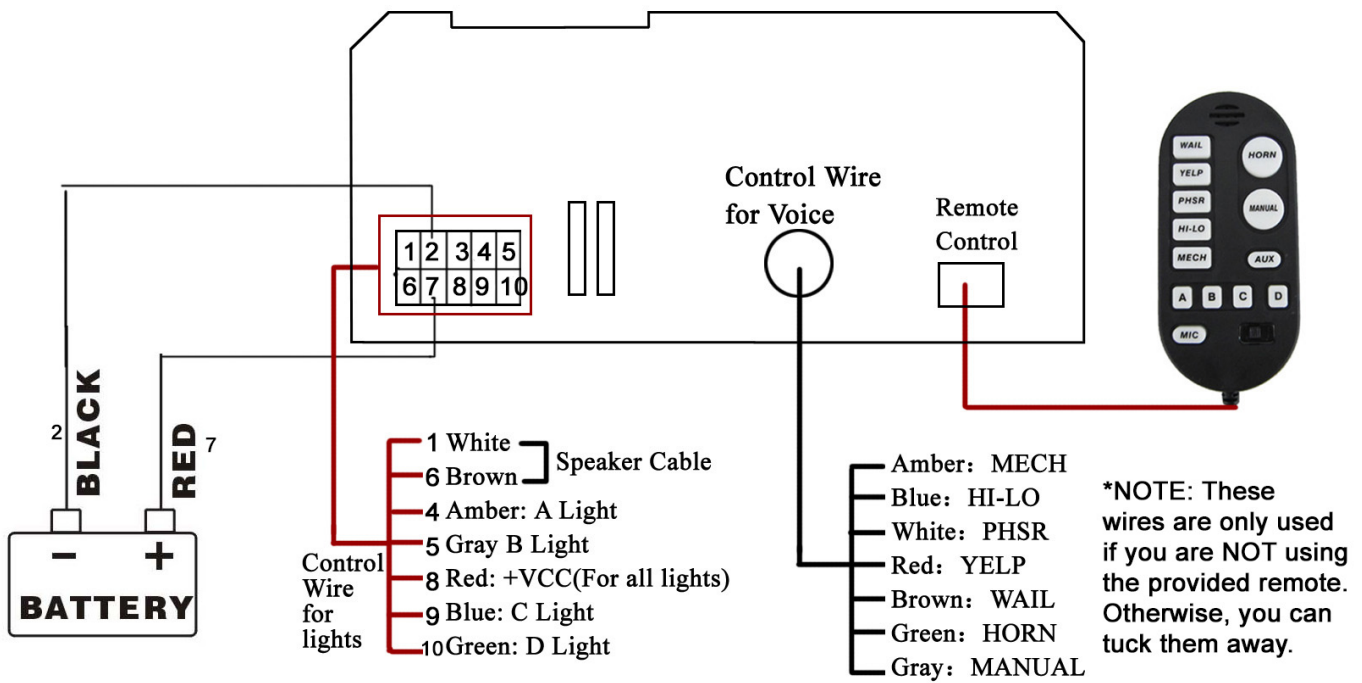 Control Wire
for Voice
Remote
Control
1 2 3 4 5
6 7 8 9 10
WAIL
YELP
PHSR
HI-LO
MECH
HORN
MANUAL
AUX
A B C D
MIC
2
BLACK
RED
7
BATTERY
- +
Control
Wire
for
lights
1 White
6 Brown
Speaker Cable
4 Amber: A Light
5 Gray B Light
8 Red: +VCC(For all lights)
9 Blue: C Light
10 Green: D Light
Amber: MECH
Blue: HI-LO
White: PHSR
Red: YELP
Brown: WAIL
Green: HORN
Gray: MANUAL
*NOTE: These
wires are only used
if you are NOT using
the provided remote.
Otherwise, you can
tuck them away.